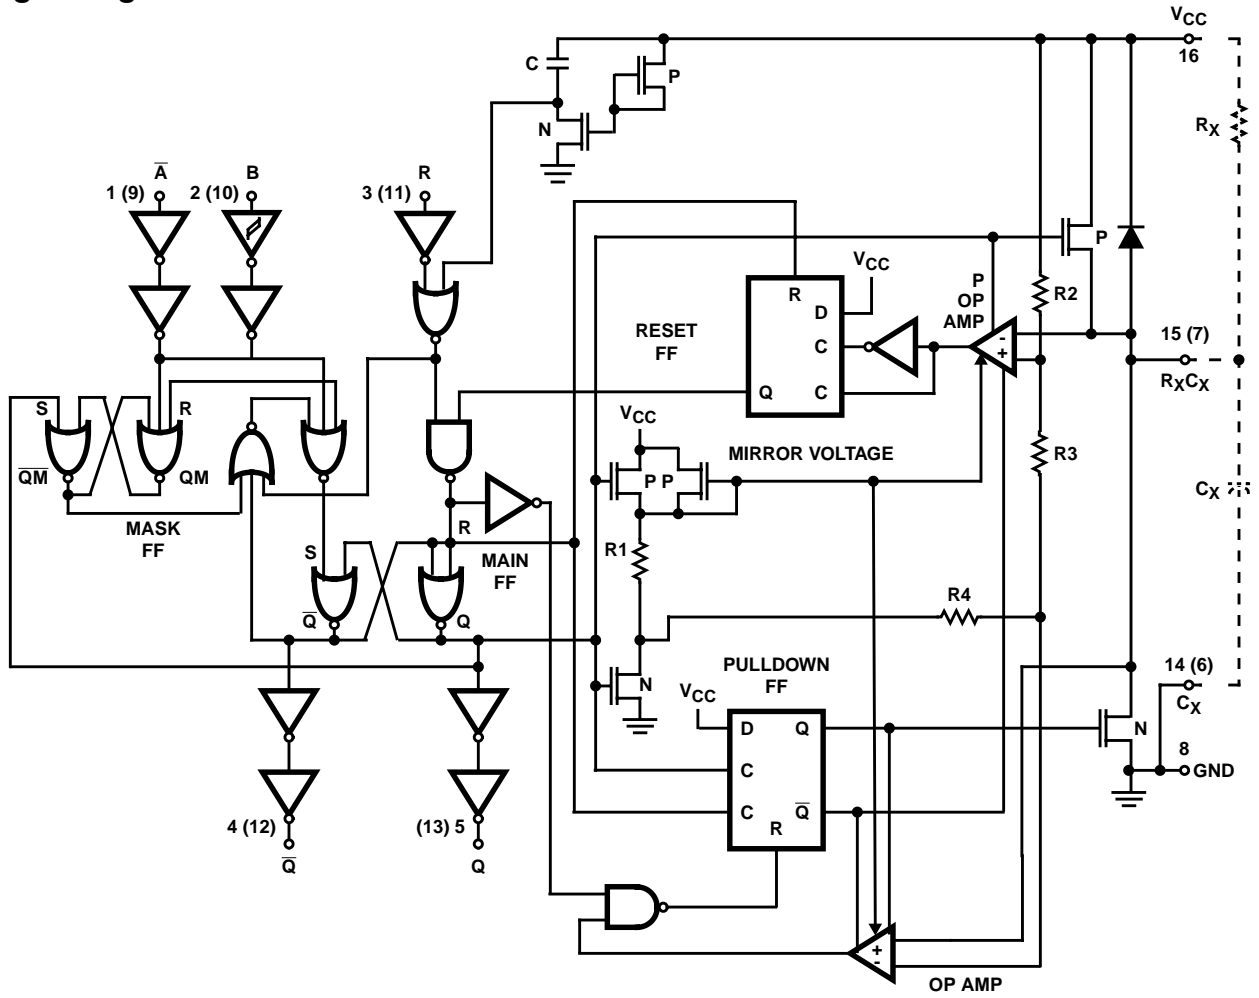 VCC
16
C
P
N
RX
A̅
B
R
1 (9)
2 (10)
3 (11)
P
VCC
R
D
C
C
Q
RESET
FF
P
OP
AMP
-
+
R2
15 (7)
RXCX
S
R
Q̅M̅
QM
MASK
FF
VCC
P P
MIRROR VOLTAGE
R3
CX
R
MAIN
FF
S
Q̅
Q
R1
R4
N
PULLDOWN
FF
VCC
D
Q
C
C
Q̅
R
14 (6)
CX
N
8
GND
4 (12)
Q̅
(13) 5
Q
+
-
OP AMP